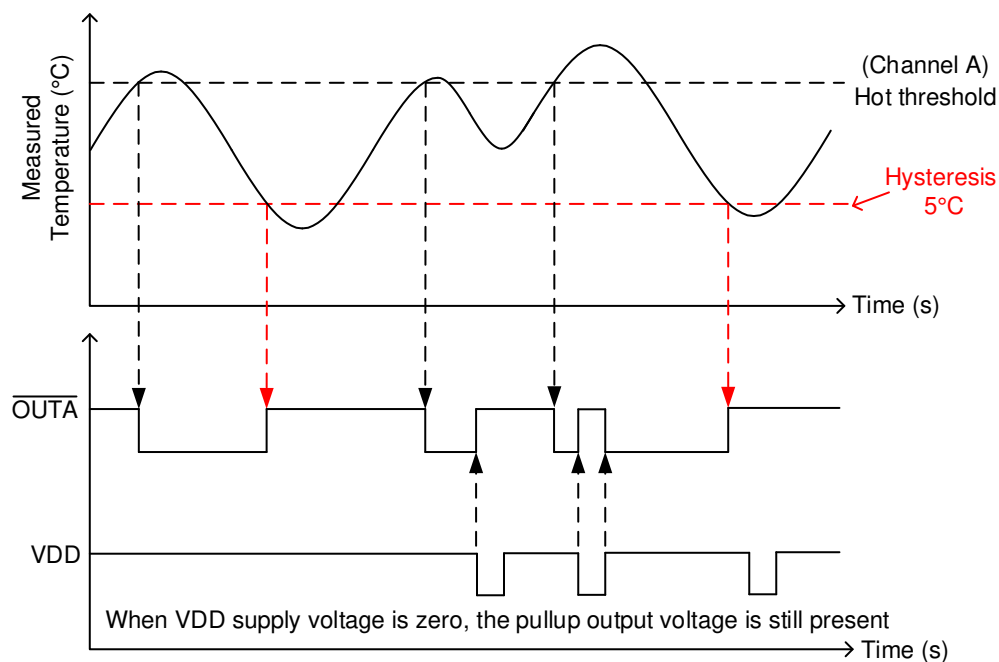 Measured
Temperature (°C)
(Channel A)
Hot threshold
Hysteresis
5°C
Time (s)
OUTA
VDD
When VDD supply voltage is zero, the pullup output voltage is still present
Time (s)